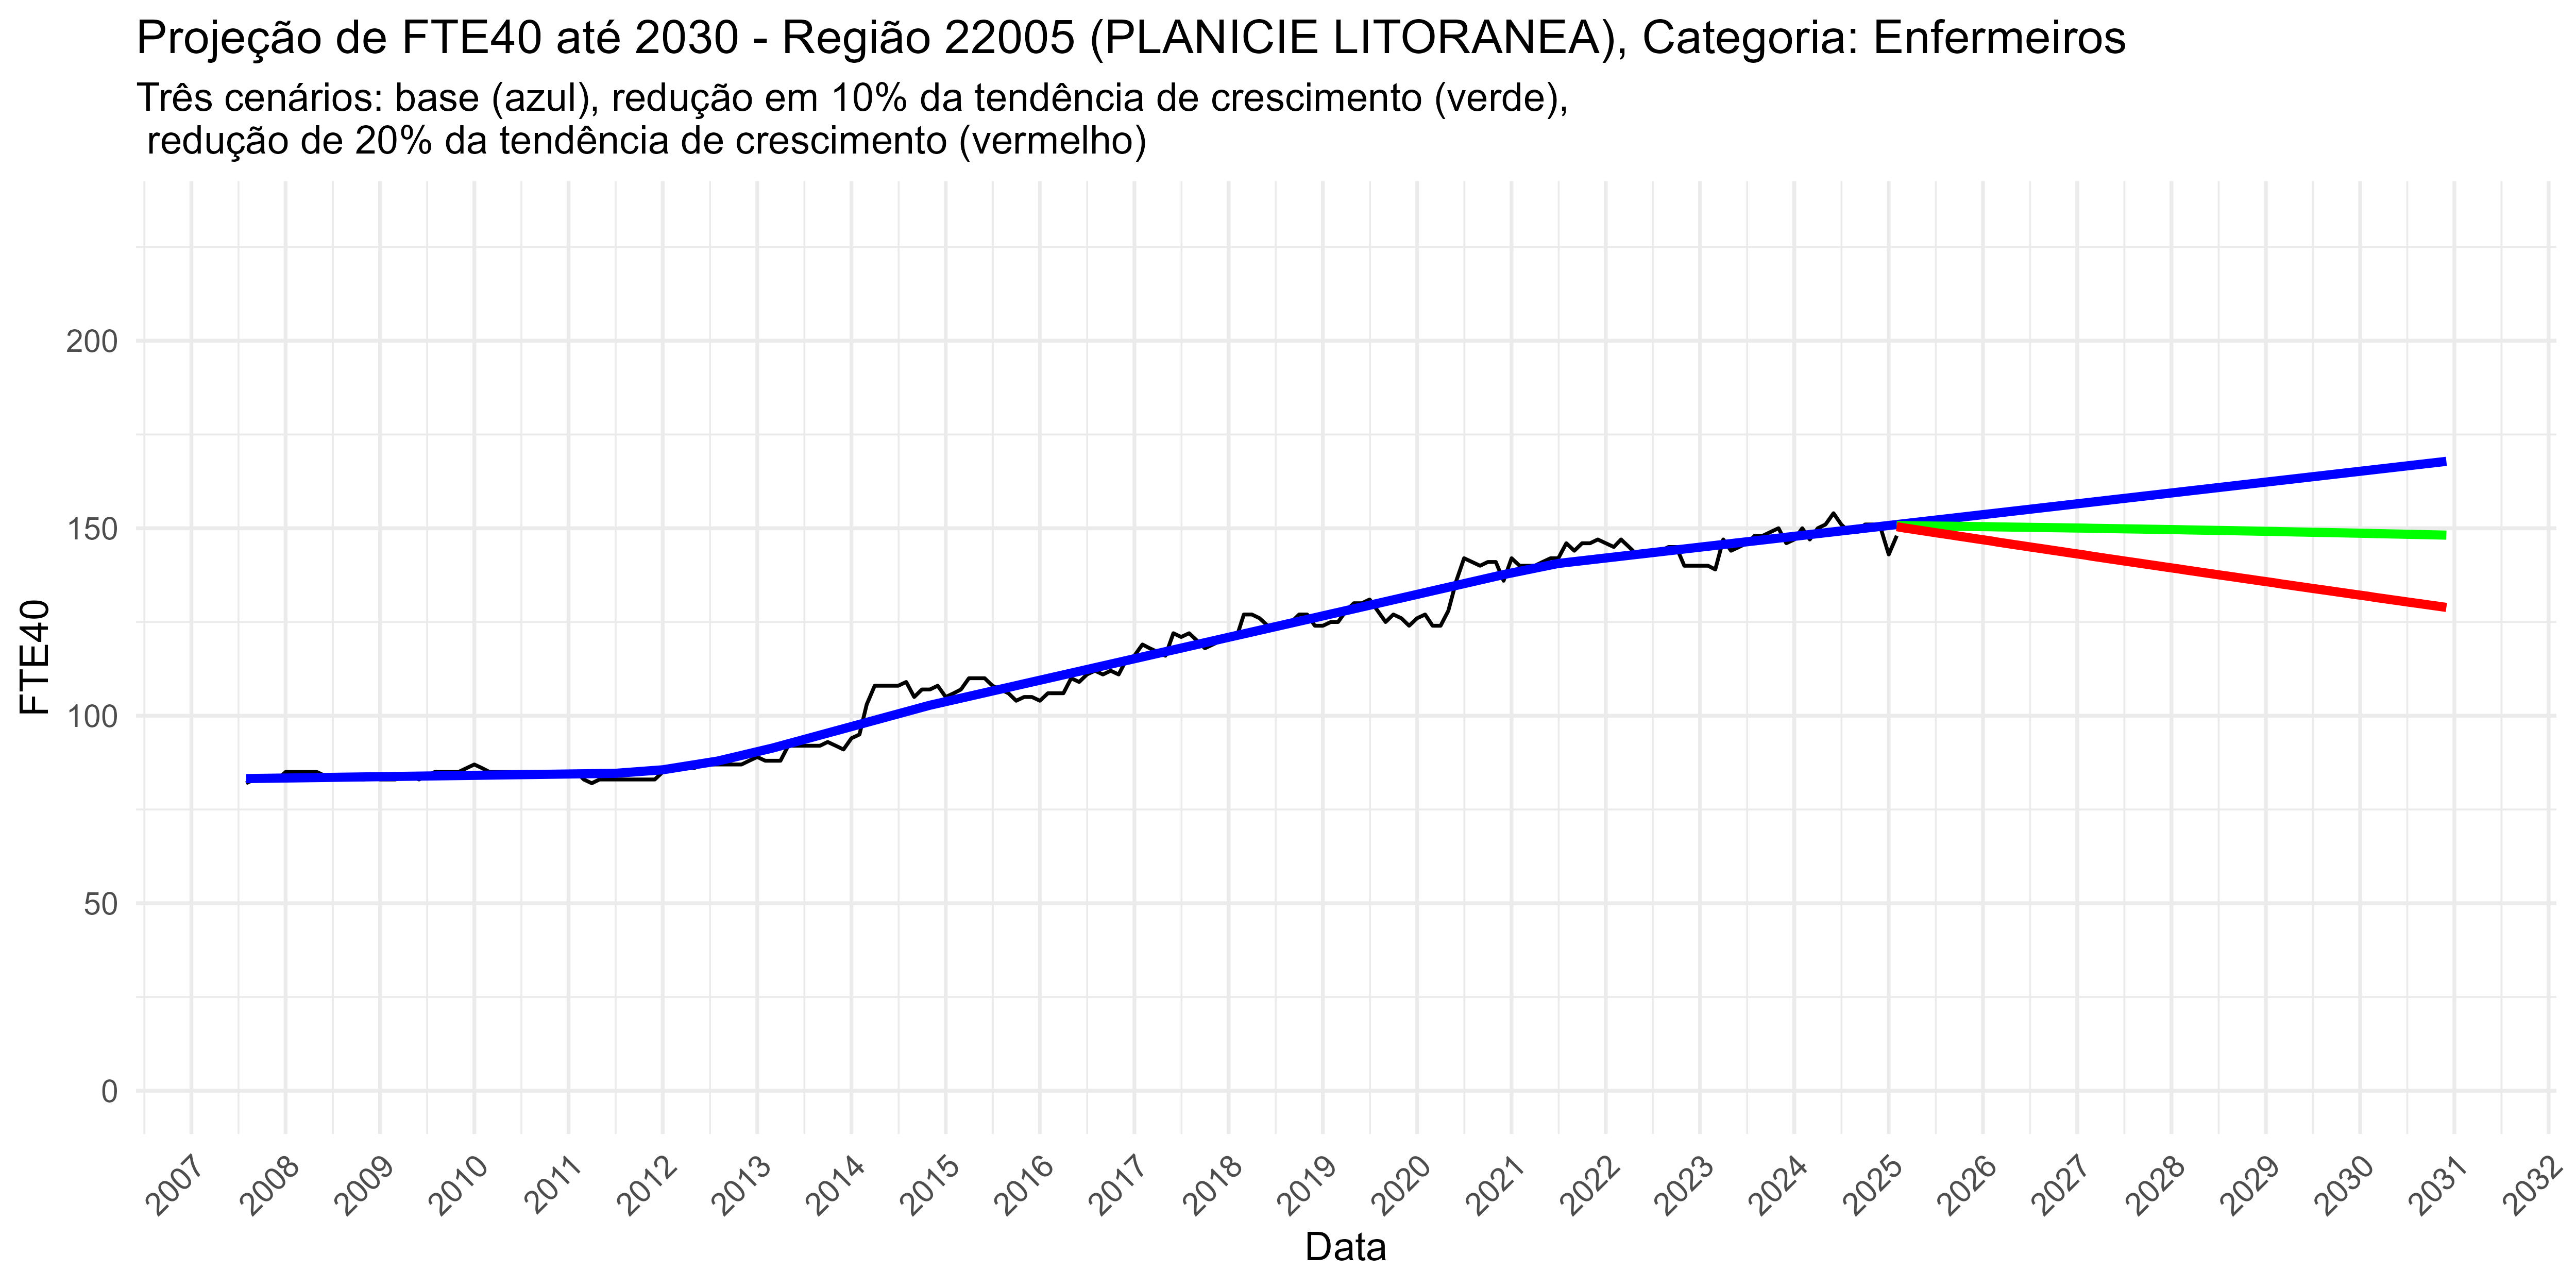 Projeção de FTE40 até 2030 - Região 22005 (PLANICIE LITORANEA), Categoria: Enfermeiros
Três cenários: base (azul), redução em 10% da tendência de crescimento (verde),
redução de 20% da tendência de crescimento (vermelho)
FTE40
200
150
100
50
0
2007 2008 2009 2010 2011 2012 2013 2014 2015 2016 2017 2018 2019 2020 2021 2022 2023 2024 2025 2026 2027 2028 2029 2030 2031 2032
Data